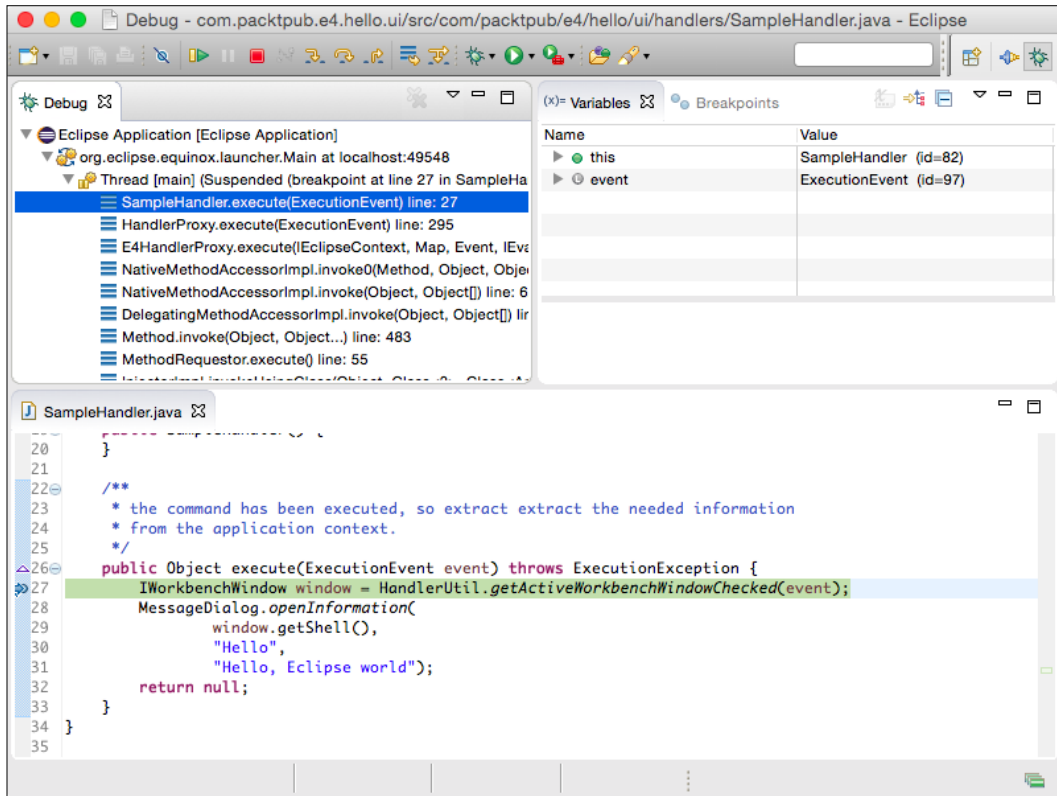 Debug - com.packtpub.e4.hello.ui/src/com/packtpub/e4/hello/ui/handlers/SampleHandler.java - Eclipse
Debug
Eclipse Application [Eclipse Application]
org.eclipse.equinox.launcher.Main at localhost:49548
Thread [main] (Suspended (breakpoint at line 27 in SampleHa
SampleHandler.execute(ExecutionEvent) line: 27
HandlerProxy.execute(ExecutionEvent) line: 295
E4HandlerProxy.execute(IEclipseContext, Map, Event, IEva
NativeMethodAccessorImpl.invoke0(Method, Object, Obje
NativeMethodAccessorImpl.invoke(Object, Object[]) line: 6
DelegatingMethodAccessorImpl.invoke(Object, Object[]) lin
Method.invoke(Object, Object...) line: 483
MethodRequestor.execute() line: 55
(x)= Variables Breakpoints
Name Value
this SampleHandler (id=82)
event ExecutionEvent (id=97)
SampleHandler.java
20 }
21
22 /**
23 * the command has been executed, so extract extract the needed information
24 * from the application context.
25 */
26 public Object execute(ExecutionEvent event) throws ExecutionException {
27 IWorkbenchWindow window = HandlerUtil.getActiveWorkbenchWindowChecked(event);
28 MessageDialog.openInformation(
29 window.getShell(),
30 "Hello",
31 "Hello, Eclipse world");
32 return null;
33 }
34 }
35